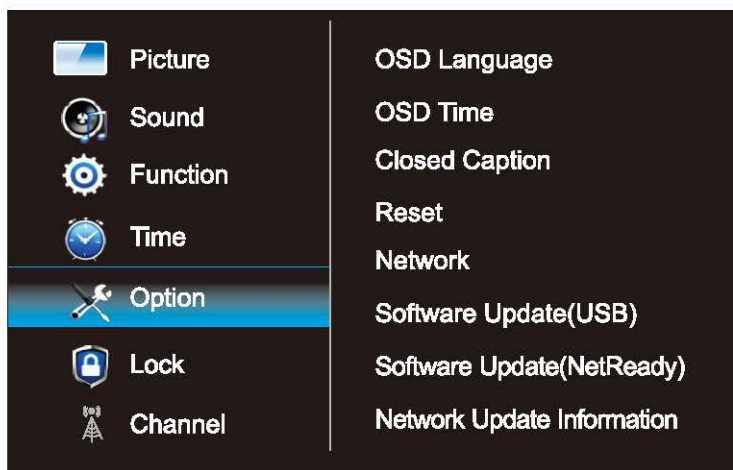 Picture
Sound
Function
Time
Option
Lock
Channel
OSD Language
OSD Time
Closed Caption
Reset
Network
Software Update(USB)
Software Update(NetReady)
Network Update Information